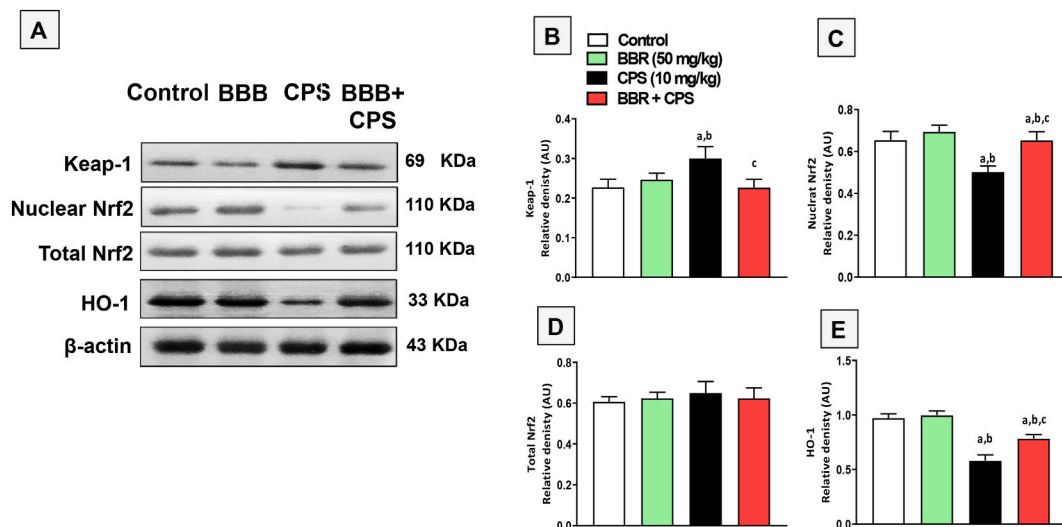 A
Control BBB CPS BBB+
CPS
Keap-1 69 KDa
Nuclear Nrf2 110 KDa
Total Nrf2 110 KDa
HO-1 33 KDa
β-actin 43 KDa
B
Control
BBR (50 mg/kg)
CPS (10 mg/kg)
BBR + CPS
Keap-1
Relative denisty (AU)
0.4
0.3
0.2
0.1
0.0
a,b
c
C
Nuclrat Nrf2
Relative denisty (AU)
0.8
0.6
0.4
0.2
0.0
a,b
a,b,c
D
Total Nrf2
Relative denisty (AU)
0.8
0.6
0.4
0.2
0.0
E
HO-1
Relative denisty (AU)
1.5
1.0
0.5
0.0
a,b
a,b,c